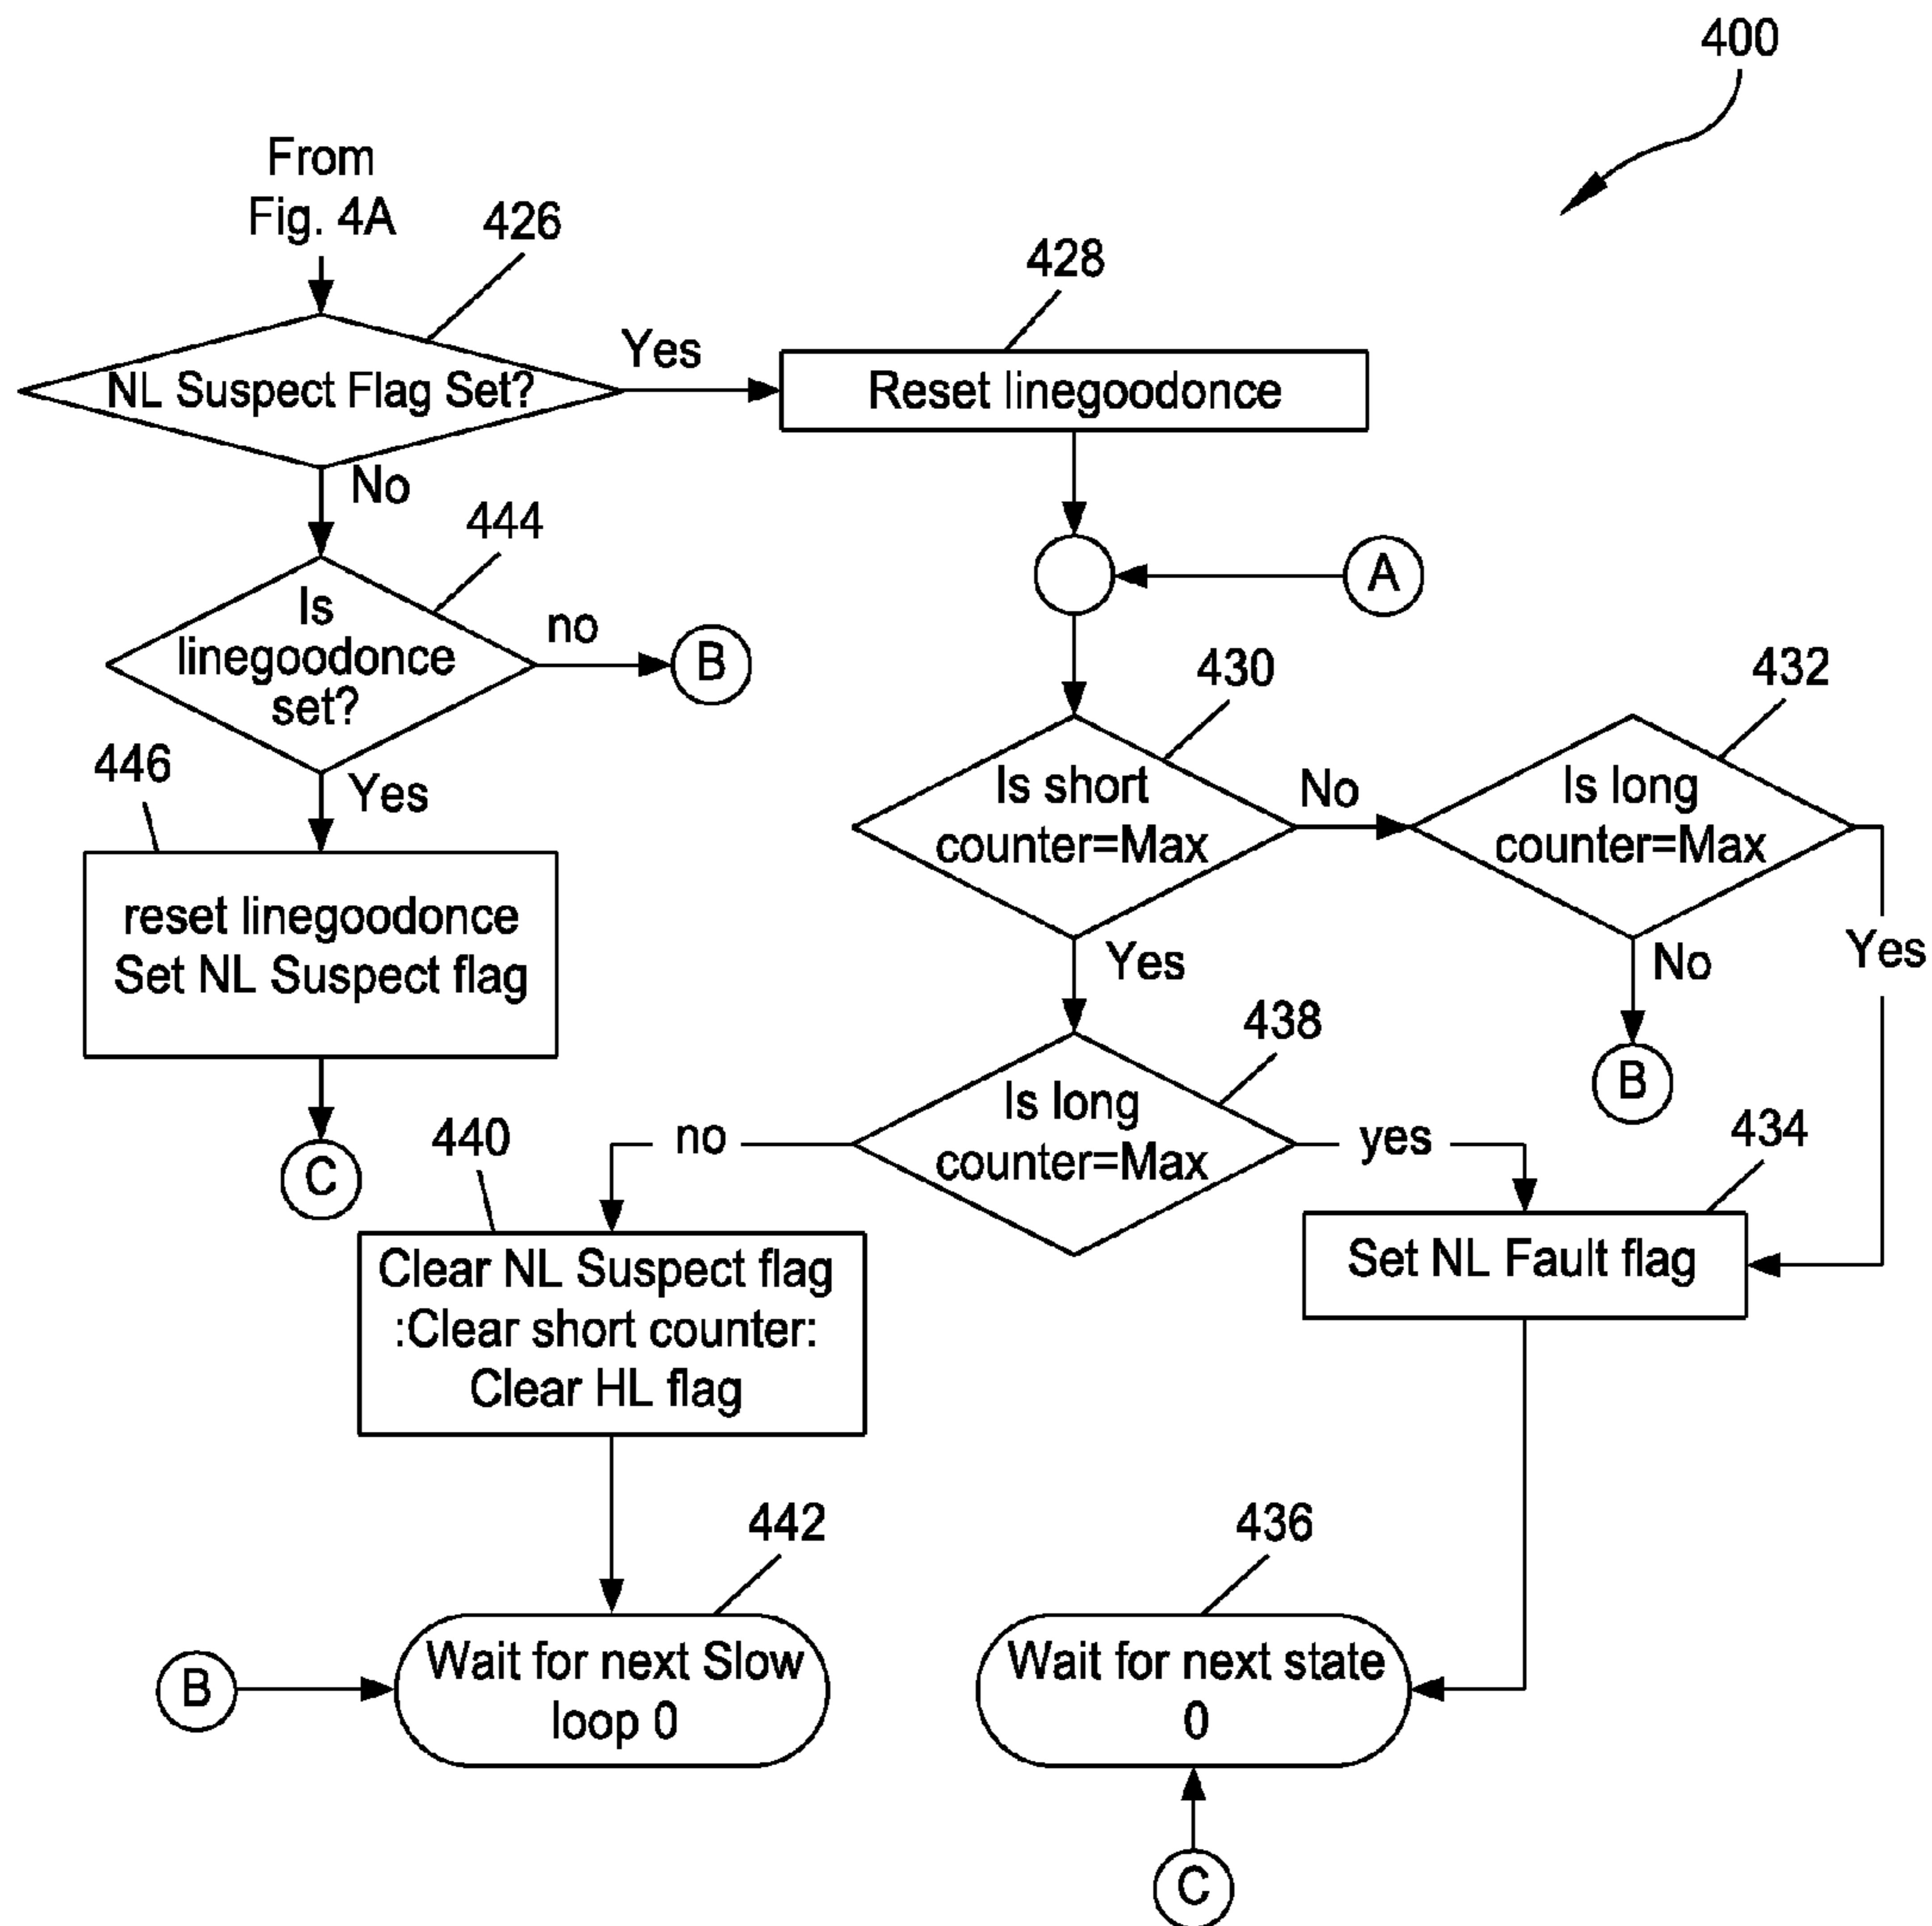 400
From
Fig. 4A
426
NL Suspect Flag Set?
Yes
428
Reset linegoodonce
No
444
Is
linegoodonce
set?
no
B
A
430
Is short
counter=Max
No
432
Is long
counter=Max
Yes
446
Yes
reset linegoodonce
Set NL Suspect flag
C
Yes
No
B
438
Is long
counter=Max
no
yes
440
Clear NL Suspect flag
:Clear short counter:
Clear HL flag
434
Set NL Fault flag
442
B
Wait for next Slow
loop 0
436
Wait for next state
0
C